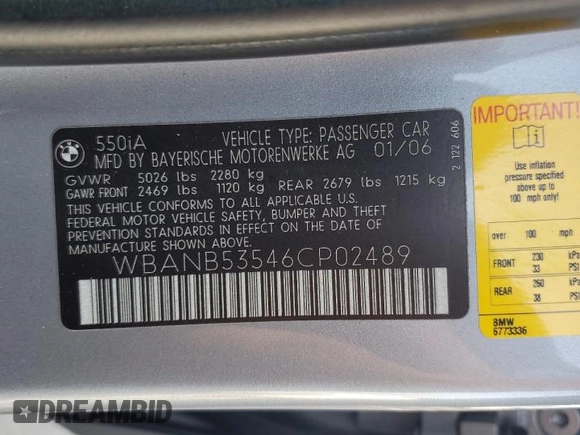 550iA
VEHICLE TYPE: PASSENGER CAR
MFD BY BAYERISCHE MOTORENWERKE AG 01/06
GVWR 5026 lbs 2280 kg
GAWR FRONT 2469 lbs 1120 kg REAR 2679 lbs 1215 kg
THIS VEHICLE CONFORMS TO ALL APPLICABLE U.S.
FEDERAL MOTOR VEHICLE SAFETY, BUMPER AND THEFT
PREVENTION STANDARDS IN EFFECT ON THE DATE OF
MANUFACTURE SHOWN ABOVE.
WBANB53546CP02489
2 122 606
IMPORTANT!
Adjust tire
inflation pressure
as specified for
above up to
100 mph only!
over 100 mph
FRONT 230 kPa
33 PSI
REAR 260 kPa
38 PSI
BMW
6773336
DREAMBID